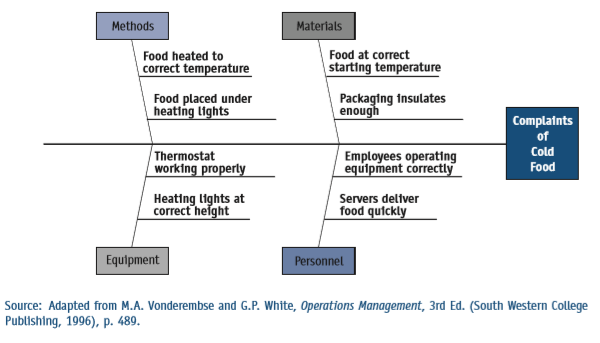 Methods
Materials
Food heated to
correct temperature
Food at correct
starting temperature
Food placed under
heating lights
Packaging insulates
enough
Complaints
of
Cold
Food
Thermostat
working properly
Employees operating
equipment correctly
Heating lights at
correct height
Servers deliver
food quickly
Equipment
Personnel
Source: Adapted from M.A. Vonderembse and G.P. White, Operations Management, 3rd Ed. (South Western College
Publishing, 1996), p. 489.